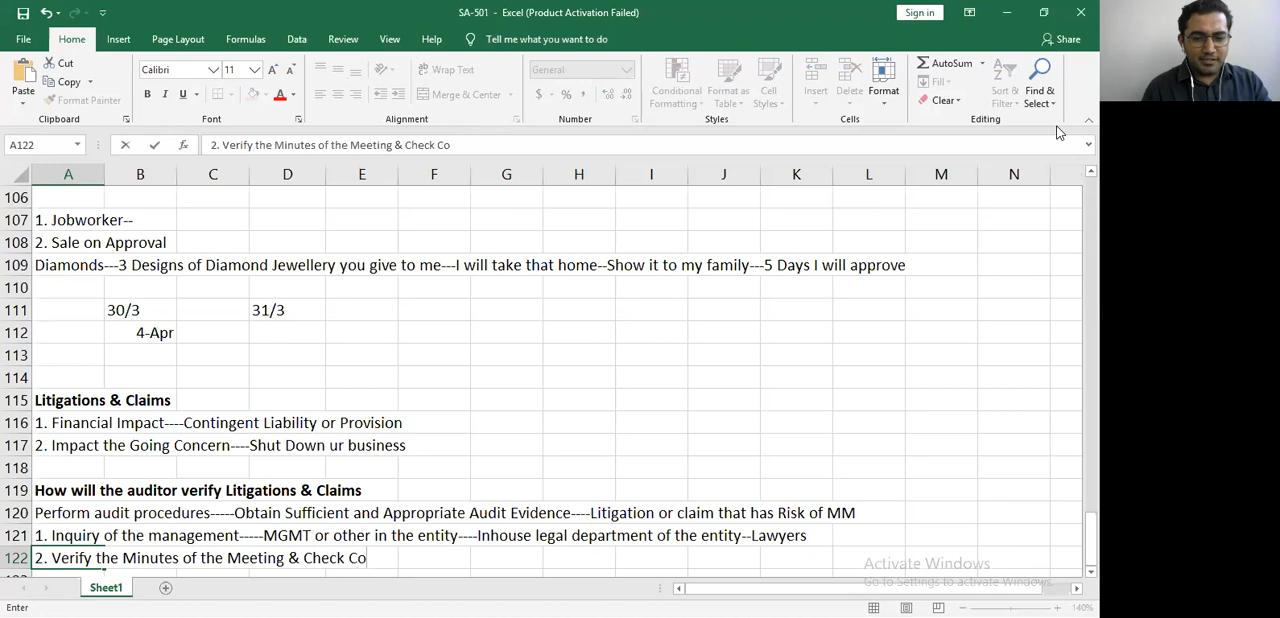 SA-501 - Excel (Product Activation Failed)
Sign in
File Home Insert Page Layout Formulas Data Review View Help Tell me what you want to do Share
Cut
Copy
Format Painter
Paste
Clipboard
Calibri 11
B I U
Font
Wrap Text
Merge & Center
Alignment
General
$ % ,
Number
Conditional Formatting
Format as Table
Cell Styles
Styles
Insert Delete Format
Cells
AutoSum
Fill
Clear
Sort & Filter
Find & Select
Editing
A122 fx 2. Verify the Minutes of the Meeting & Check Co
A B C D E F G H I J K L M N
106
107 1. Jobworker--
108 2. Sale on Approval
109 Diamonds---3 Designs of Diamond Jewellery you give to me---I will take that home--Show it to my family---5 Days I will approve
110
111 30/3 31/3
112 4-Apr
113
114
115 Litigations & Claims
116 1. Financial Impact----Contingent Liability or Provision
117 2. Impact the Going Concern----Shut Down ur business
118
119 How will the auditor verify Litigations & Claims
120 Perform audit procedures-----Obtain Sufficient and Appropriate Audit Evidence----Litigation or claim that has Risk of MM
121 1. Inquiry of the management-----MGMT or other in the entity----Inhouse legal department of the entity--Lawyers
122 2. Verify the Minutes of the Meeting & Check Co
Activate Windows
Go to Settings to activate Windows.
Sheet1
Enter
140%